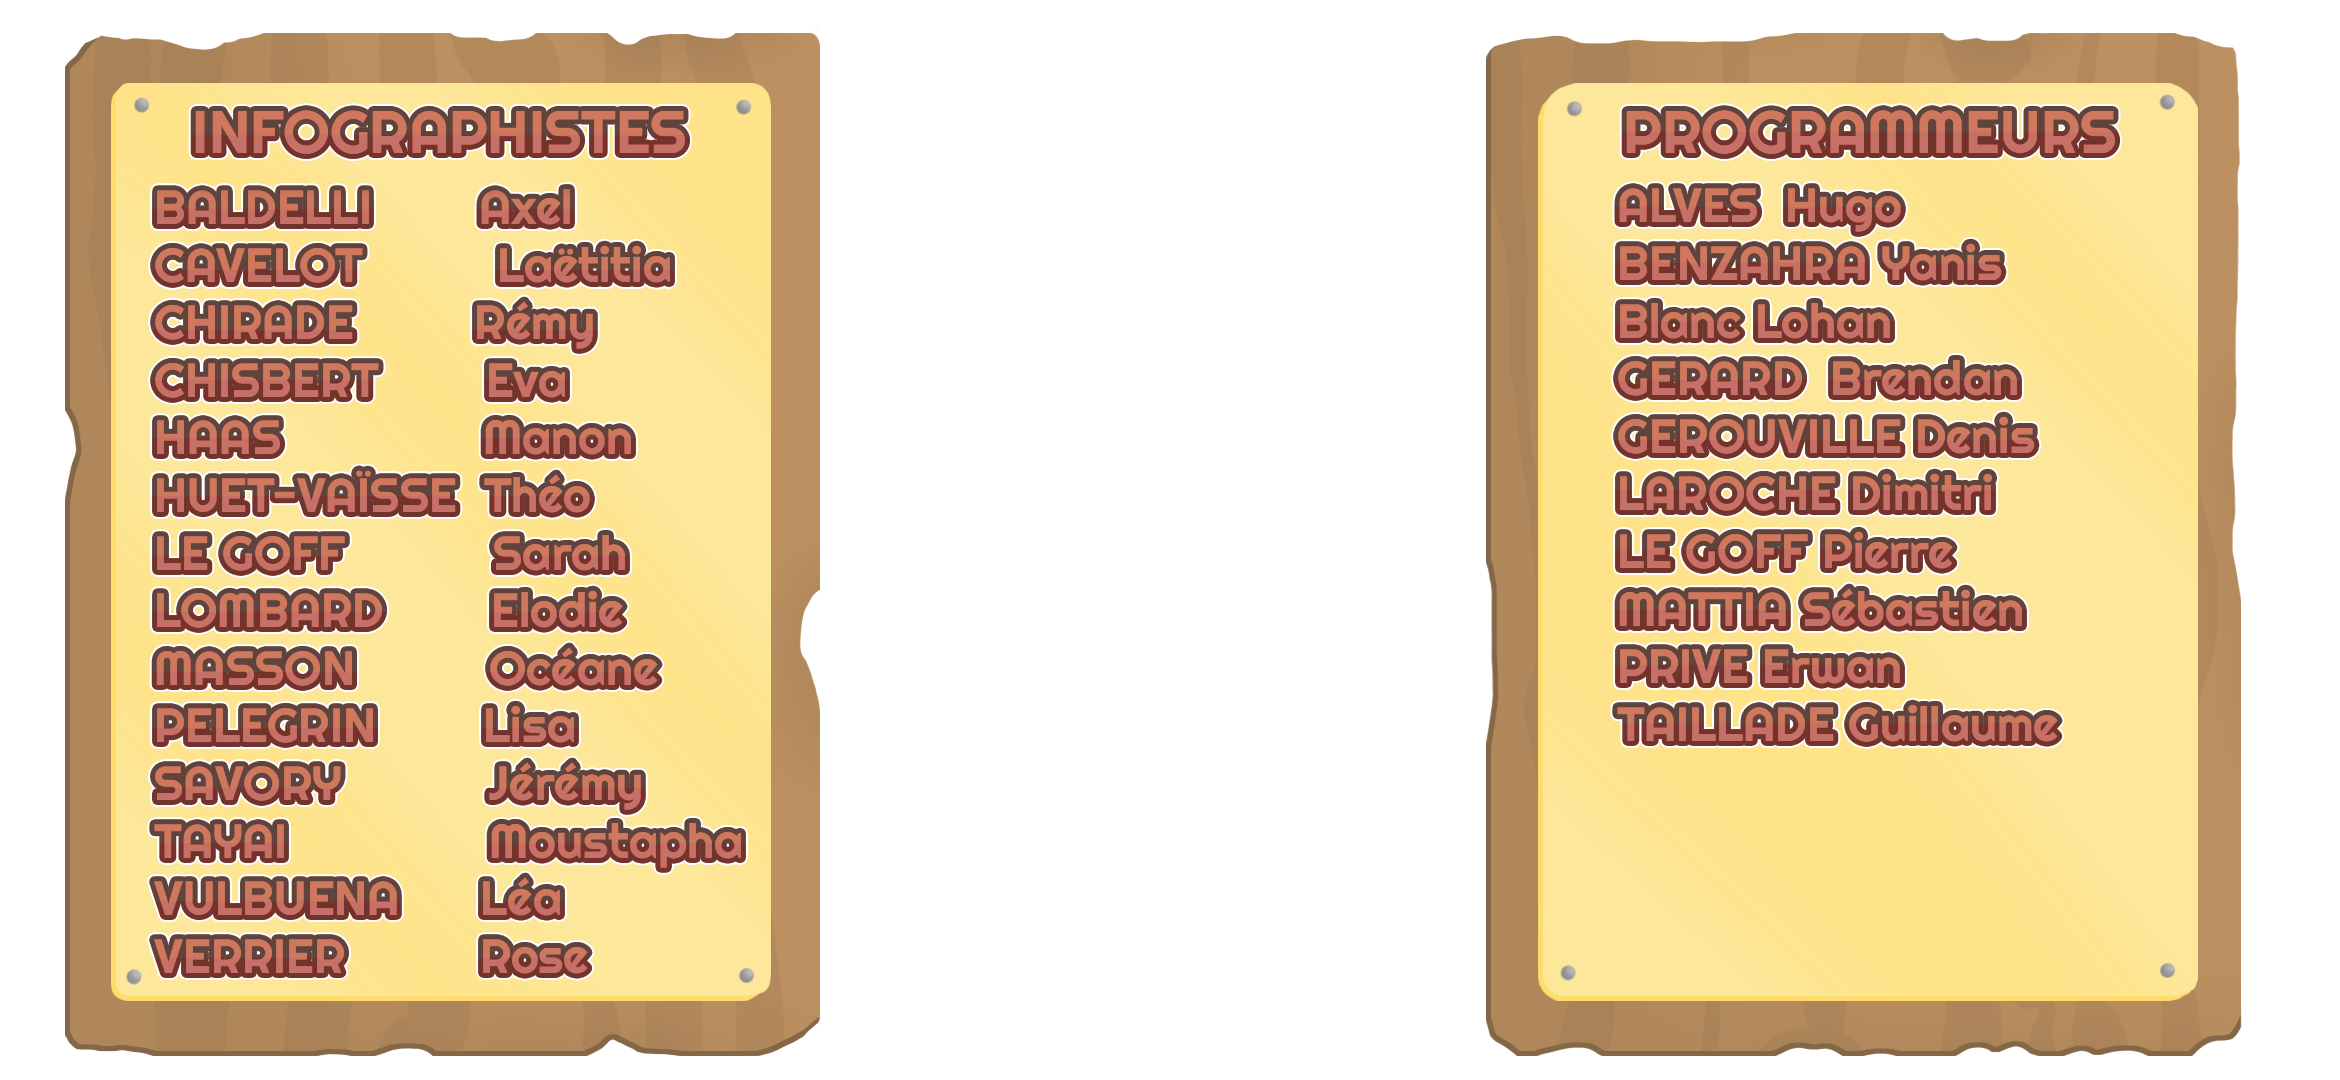 INFOGRAPHISTES
BALDELLI Axel
CAVELOT Laëtitia
CHIRADE Rémy
CHISBERT Eva
HAAS Manon
HUET-VAÏSSE Théo
LE GOFF Sarah
LOMBARD Elodie
MASSON Océane
PELEGRIN Lisa
SAVORY Jérémy
TAYAI Moustapha
VULBUENA Léa
VERRIER Rose
PROGRAMMEURS
ALVES Hugo
BENZAHRA Yanis
Blanc Lohan
GERARD Brendan
GEROUVILLE Denis
LAROCHE Dimitri
LE GOFF Pierre
MATTIA Sébastien
PRIVE Erwan
TAILLADE Guillaume